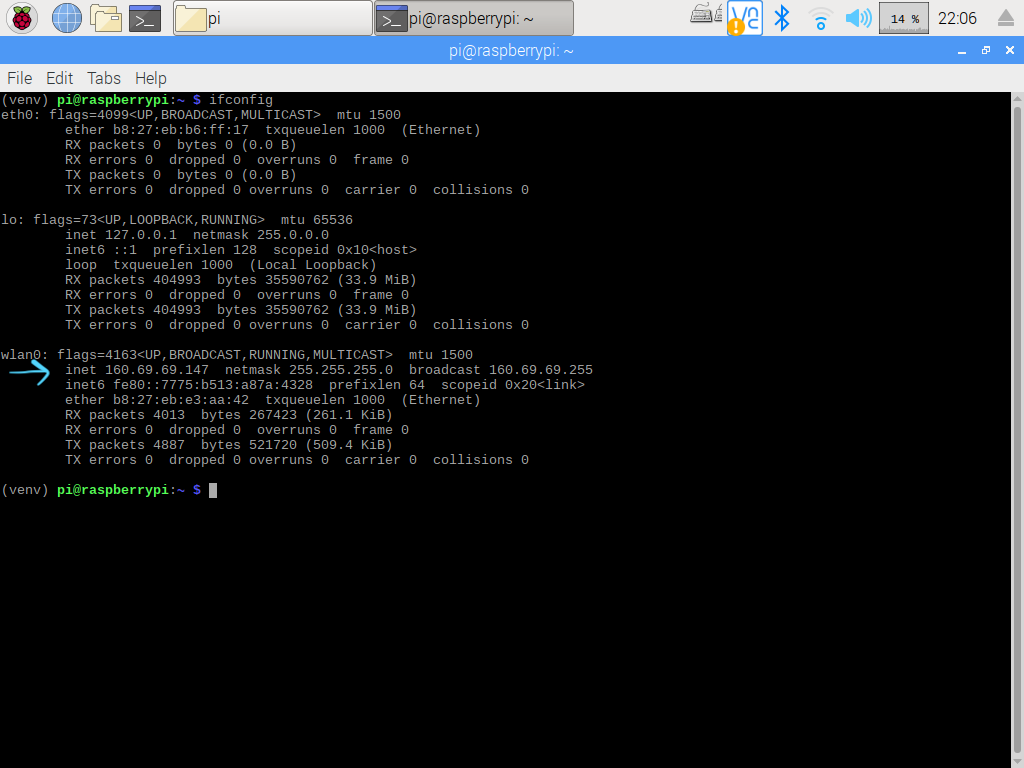 pi
pi@raspberrypi: ~
14 %
22:06
pi@raspberrypi: ~
File Edit Tabs Help
(venv) pi@raspberrypi:~ $ ifconfig
eth0: flags=4099<UP,BROADCAST,MULTICAST>  mtu 1500
        ether b8:27:eb:b6:ff:17  txqueuelen 1000  (Ethernet)
        RX packets 0  bytes 0 (0.0 B)
        RX errors 0  dropped 0  overruns 0  frame 0
        TX packets 0  bytes 0 (0.0 B)
        TX errors 0  dropped 0 overruns 0  carrier 0  collisions 0

lo: flags=73<UP,LOOPBACK,RUNNING>  mtu 65536
        inet 127.0.0.1  netmask 255.0.0.0
        inet6 ::1  prefixlen 128  scopeid 0x10<host>
        loop  txqueuelen 1000  (Local Loopback)
        RX packets 404993  bytes 35590762 (33.9 MiB)
        RX errors 0  dropped 0  overruns 0  frame 0
        TX packets 404993  bytes 35590762 (33.9 MiB)
        TX errors 0  dropped 0 overruns 0  carrier 0  collisions 0

wlan0: flags=4163<UP,BROADCAST,RUNNING,MULTICAST>  mtu 1500
        inet 160.69.69.147  netmask 255.255.255.0  broadcast 160.69.69.255
        inet6 fe80::7775:b513:a87a:4328  prefixlen 64  scopeid 0x20<link>
        ether b8:27:eb:e3:aa:42  txqueuelen 1000  (Ethernet)
        RX packets 4013  bytes 267423 (261.1 KiB)
        RX errors 0  dropped 0  overruns 0  frame 0
        TX packets 4887  bytes 521720 (509.4 KiB)
        TX errors 0  dropped 0 overruns 0  carrier 0  collisions 0

(venv) pi@raspberrypi:~ $